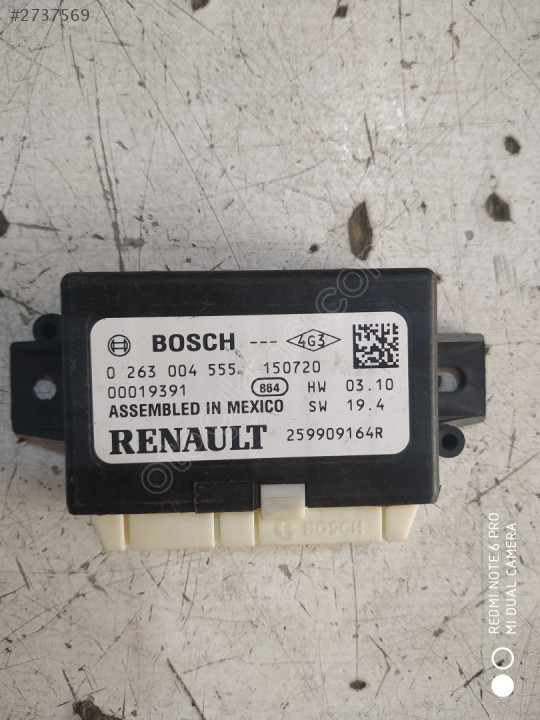 #2737569
BOSCH --- 4G3
0 263 004 555 150720
00019391 864 HW 03.10
ASSEMBLED IN MEXICO SW 19.4
RENAULT 259909164R
BOSCH
REDMI NOTE 6 PRO
MI DUAL CAMERA